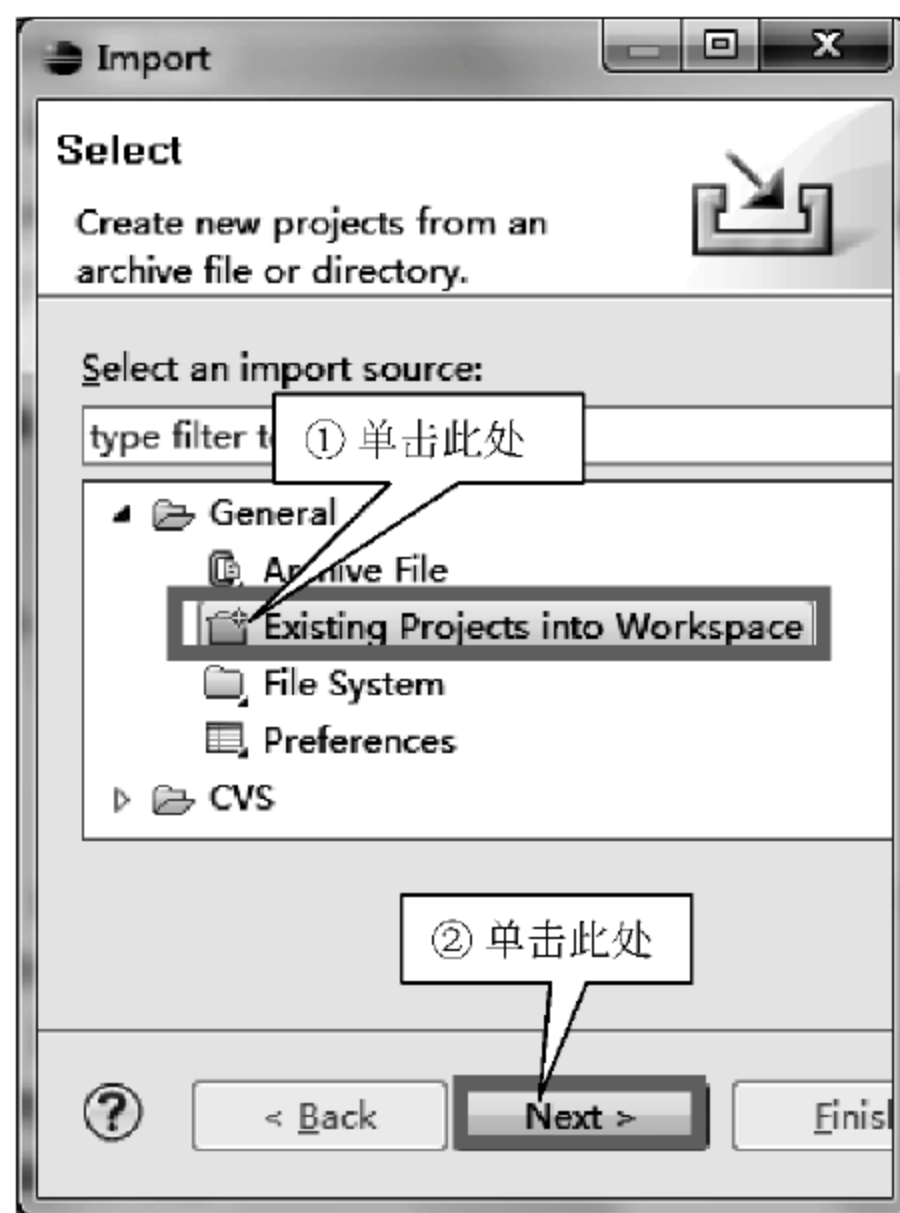 Import
Select
Create new projects from an
archive file or directory.
Select an import source:
type filter
① 单击此处
General
Archive File
Existing Projects into Workspace
File System
Preferences
CVS
② 单击此处
< Back
Next >